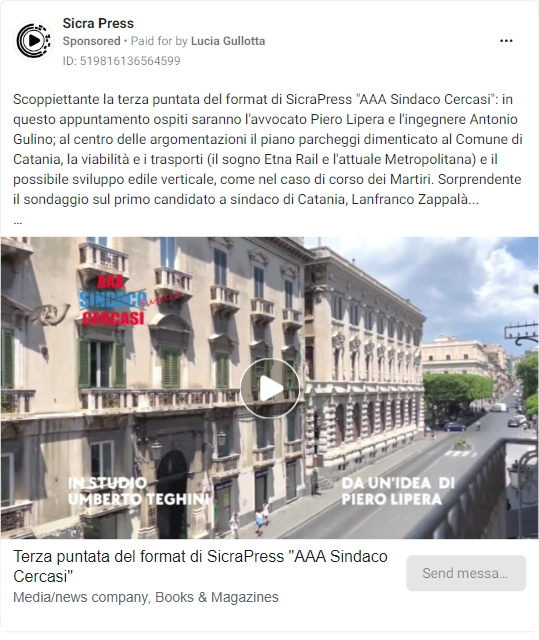 Sicra Press
Sponsored • Paid for by Lucia Gullotta
ID: 519816136564599
Scoppiettante la terza puntata del format di SicraPress "AAA Sindaco Cercasi": in
questo appuntamento ospiti saranno l'avvocato Piero Lipera e l'ingegnere Antonio
Gulino; al centro delle argomentazioni il piano parcheggi dimenticato al Comune di
Catania, la viabilità e i trasporti (il sogno Etna Rail e l'attuale Metropolitana) e il
possibile sviluppo edile verticale, come nel caso di corso dei Martiri. Sorprendente
il sondaggio sul primo candidato a sindaco di Catania, Lanfranco Zappalà...
...
AAA
SINDACO
CERCASI
IN STUDIO
UMBERTO TEGHINI
DA UN'IDEA DI
PIERO LIPERA
Terza puntata del format di SicraPress "AAA Sindaco
Cercasi"
Media/news company, Books & Magazines
Send messa...